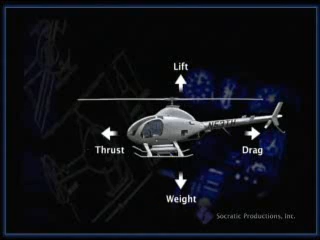 Lift
Thrust
Drag
Weight
Socratic Productions, Inc.